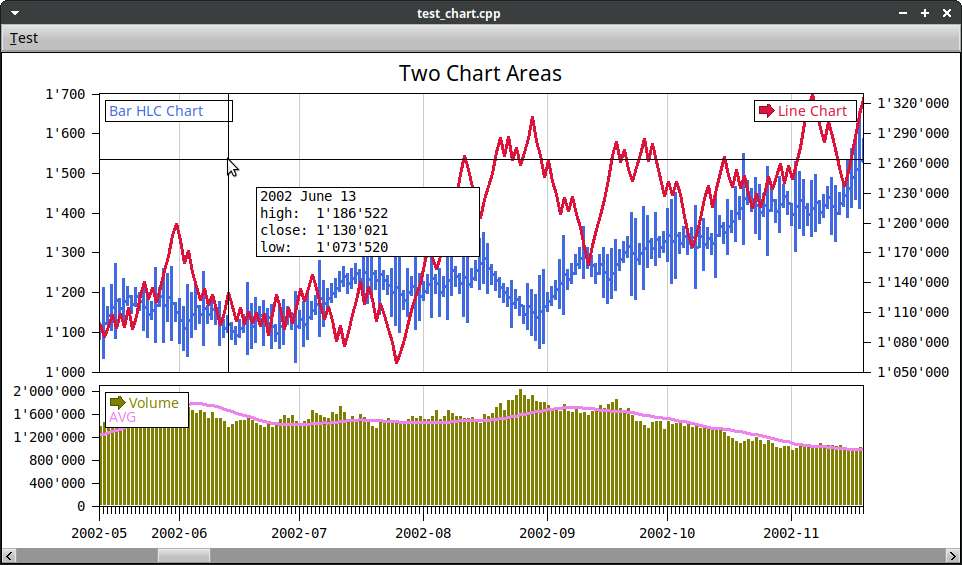 test_chart.cpp
Test
Two Chart Areas
Bar HLC Chart
Line Chart
1'700
1'600
1'500
1'400
1'300
1'200
1'100
1'000
1'320'000
1'290'000
1'260'000
1'230'000
1'200'000
1'170'000
1'140'000
1'110'000
1'080'000
1'050'000
2002 June 13
high: 1'186'522
close: 1'130'021
low: 1'073'520
2'000'000
1'600'000
1'200'000
800'000
400'000
0
Volume
AVG
2002-05 2002-06 2002-07 2002-08 2002-09 2002-10 2002-11